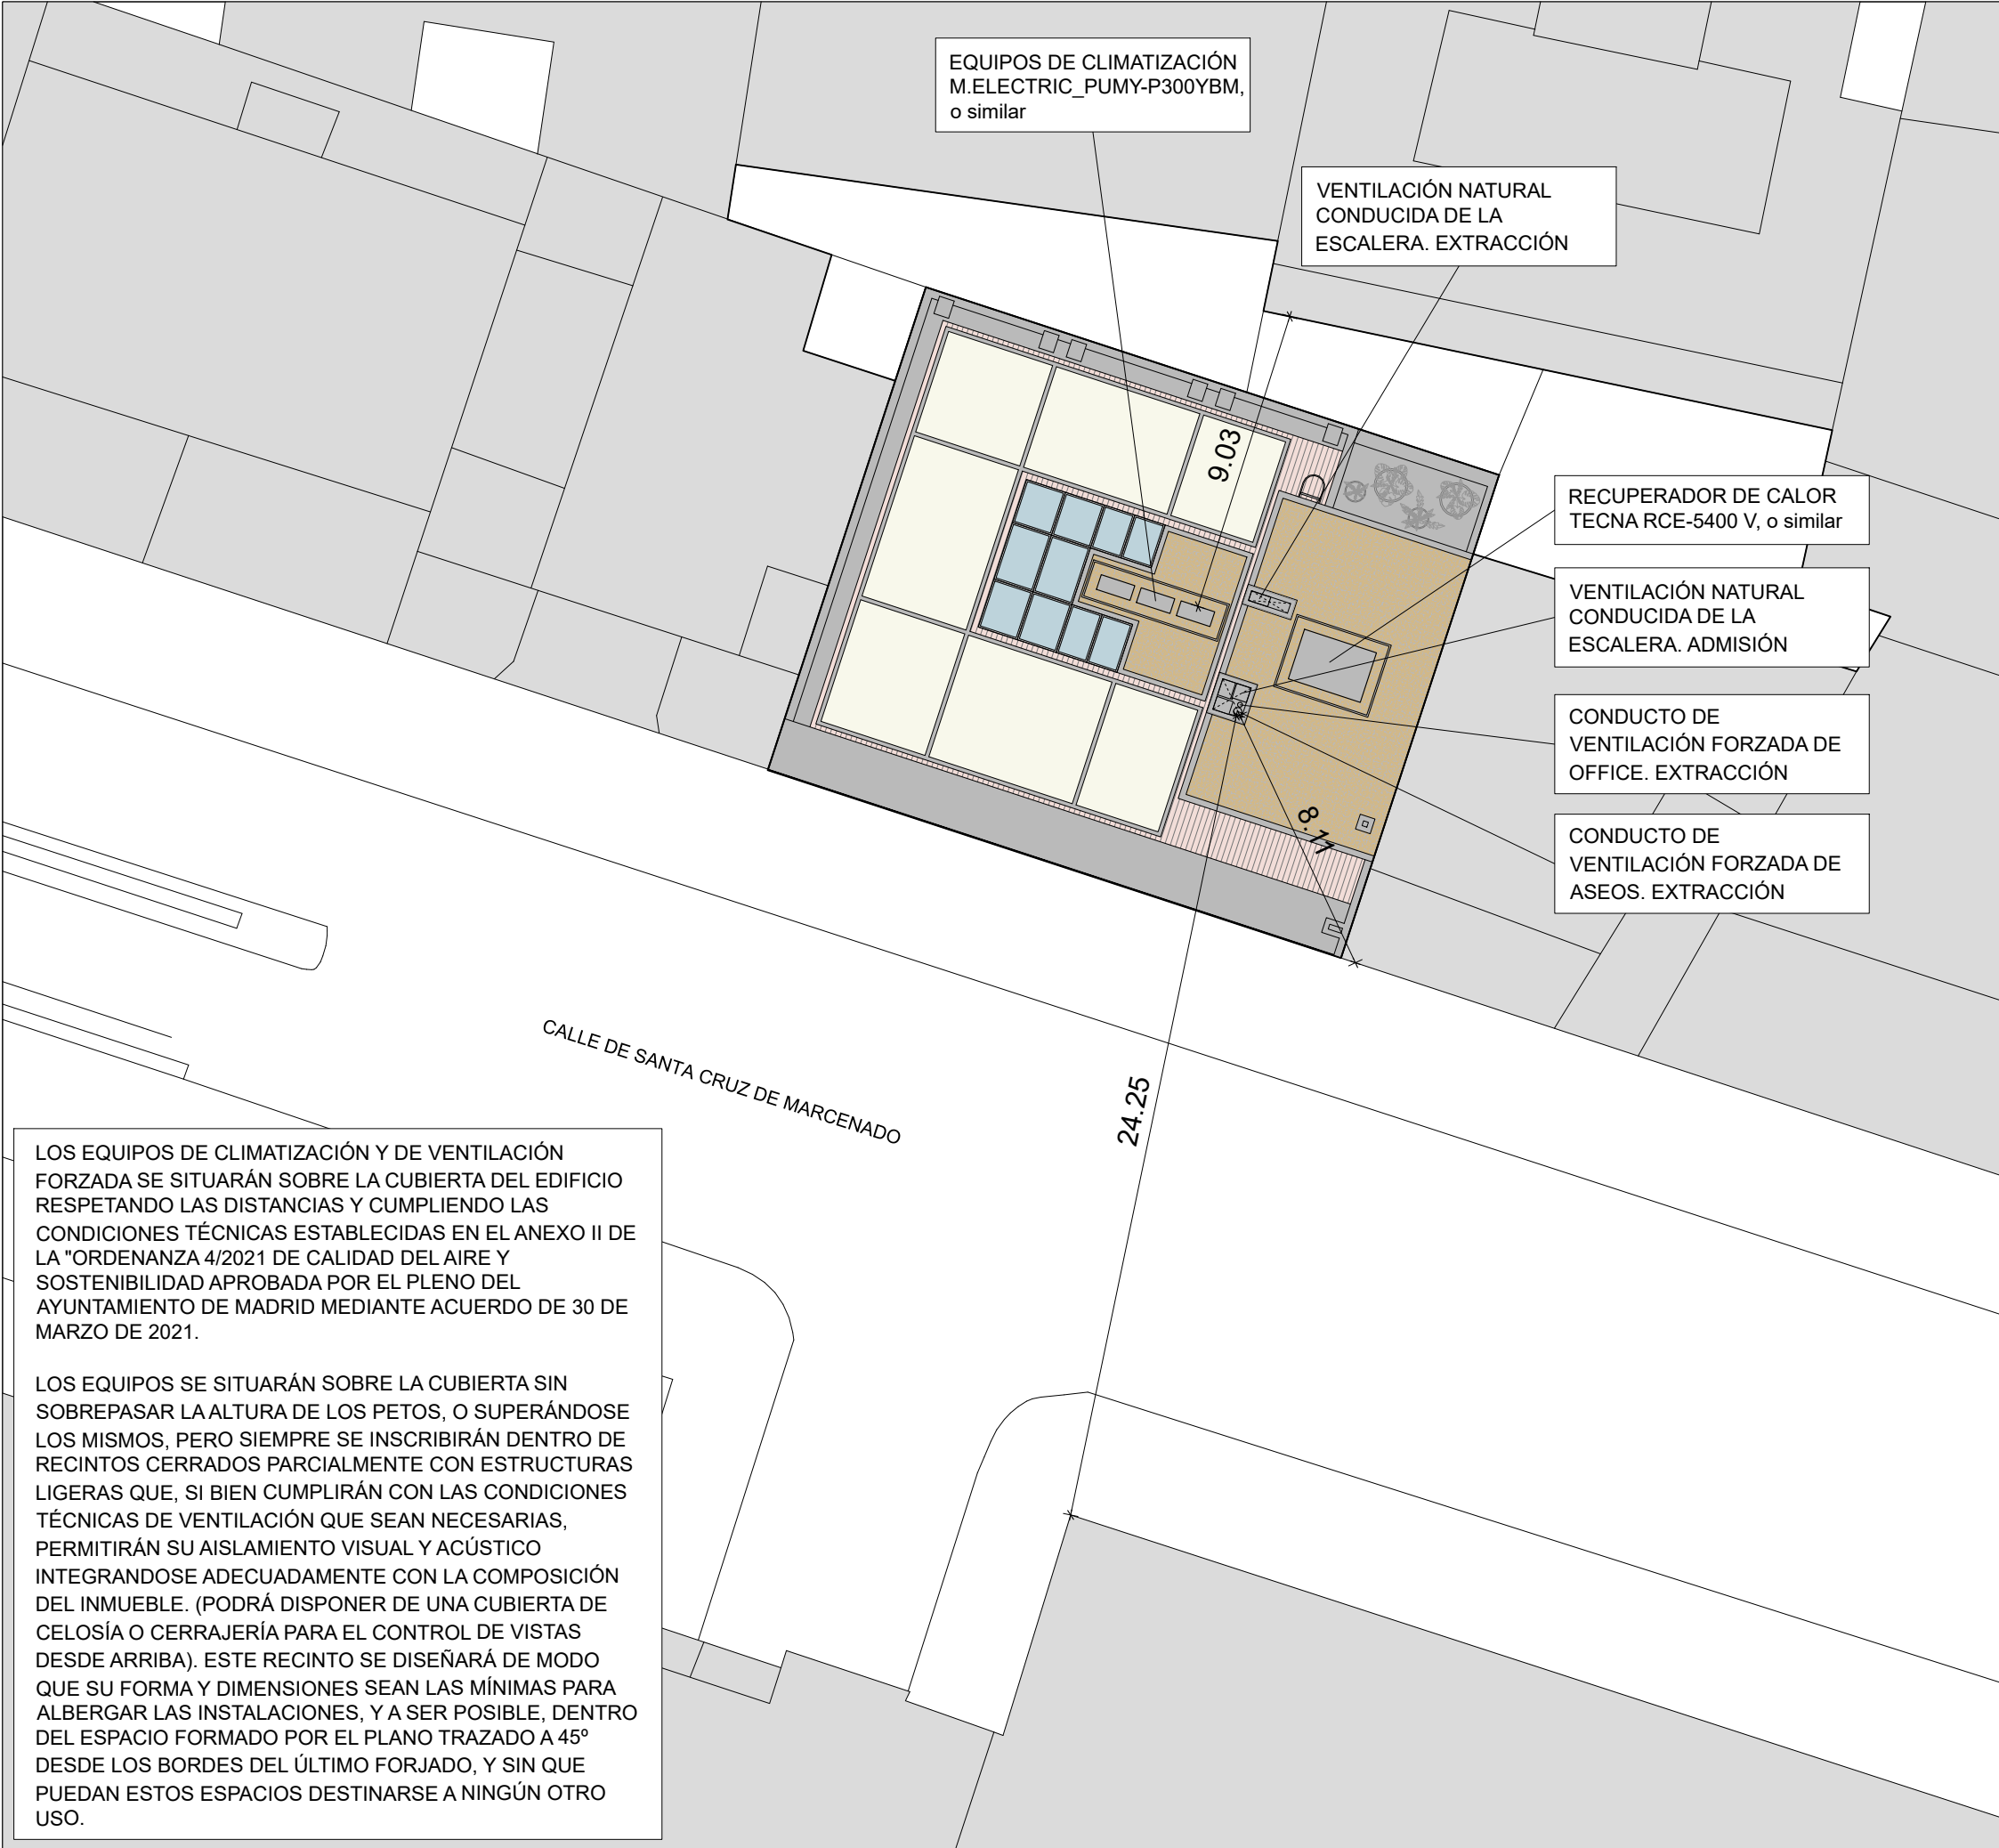 EQUIPOS DE CLIMATIZACIÓN
M.ELECTRIC_PUMY-P300YBM,
o similar
VENTILACIÓN NATURAL
CONDUCIDA DE LA
ESCALERA. EXTRACCIÓN
9.03
RECUPERADOR DE CALOR
TECNA RCE-5400 V, o similar
VENTILACIÓN NATURAL
CONDUCIDA DE LA
ESCALERA. ADMISIÓN
CONDUCTO DE
VENTILACIÓN FORZADA DE
OFFICE. EXTRACCIÓN
8.17
CONDUCTO DE
VENTILACIÓN FORZADA DE
ASEOS. EXTRACCIÓN
CALLE DE SANTA CRUZ DE MARCENADO
24.25
LOS EQUIPOS DE CLIMATIZACIÓN Y DE VENTILACIÓN
FORZADA SE SITUARÁN SOBRE LA CUBIERTA DEL EDIFICIO
RESPETANDO LAS DISTANCIAS Y CUMPLIENDO LAS
CONDICIONES TÉCNICAS ESTABLECIDAS EN EL ANEXO II DE
LA "ORDENANZA 4/2021 DE CALIDAD DEL AIRE Y
SOSTENIBILIDAD APROBADA POR EL PLENO DEL
AYUNTAMIENTO DE MADRID MEDIANTE ACUERDO DE 30 DE
MARZO DE 2021.
LOS EQUIPOS SE SITUARÁN SOBRE LA CUBIERTA SIN
SOBREPASAR LA ALTURA DE LOS PETOS, O SUPERÁNDOSE
LOS MISMOS, PERO SIEMPRE SE INSCRIBIRÁN DENTRO DE
RECINTOS CERRADOS PARCIALMENTE CON ESTRUCTURAS
LIGERAS QUE, SI BIEN CUMPLIRÁN CON LAS CONDICIONES
TÉCNICAS DE VENTILACIÓN QUE SEAN NECESARIAS,
PERMITIRÁN SU AISLAMIENTO VISUAL Y ACÚSTICO
INTEGRANDOSE ADECUADAMENTE CON LA COMPOSICIÓN
DEL INMUEBLE. (PODRÁ DISPONER DE UNA CUBIERTA DE
CELOSÍA O CERRAJERÍA PARA EL CONTROL DE VISTAS
DESDE ARRIBA). ESTE RECINTO SE DISEÑARÁ DE MODO
QUE SU FORMA Y DIMENSIONES SEAN LAS MÍNIMAS PARA
ALBERGAR LAS INSTALACIONES, Y A SER POSIBLE, DENTRO
DEL ESPACIO FORMADO POR EL PLANO TRAZADO A 45º
DESDE LOS BORDES DEL ÚLTIMO FORJADO, Y SIN QUE
PUEDAN ESTOS ESPACIOS DESTINARSE A NINGÚN OTRO
USO.